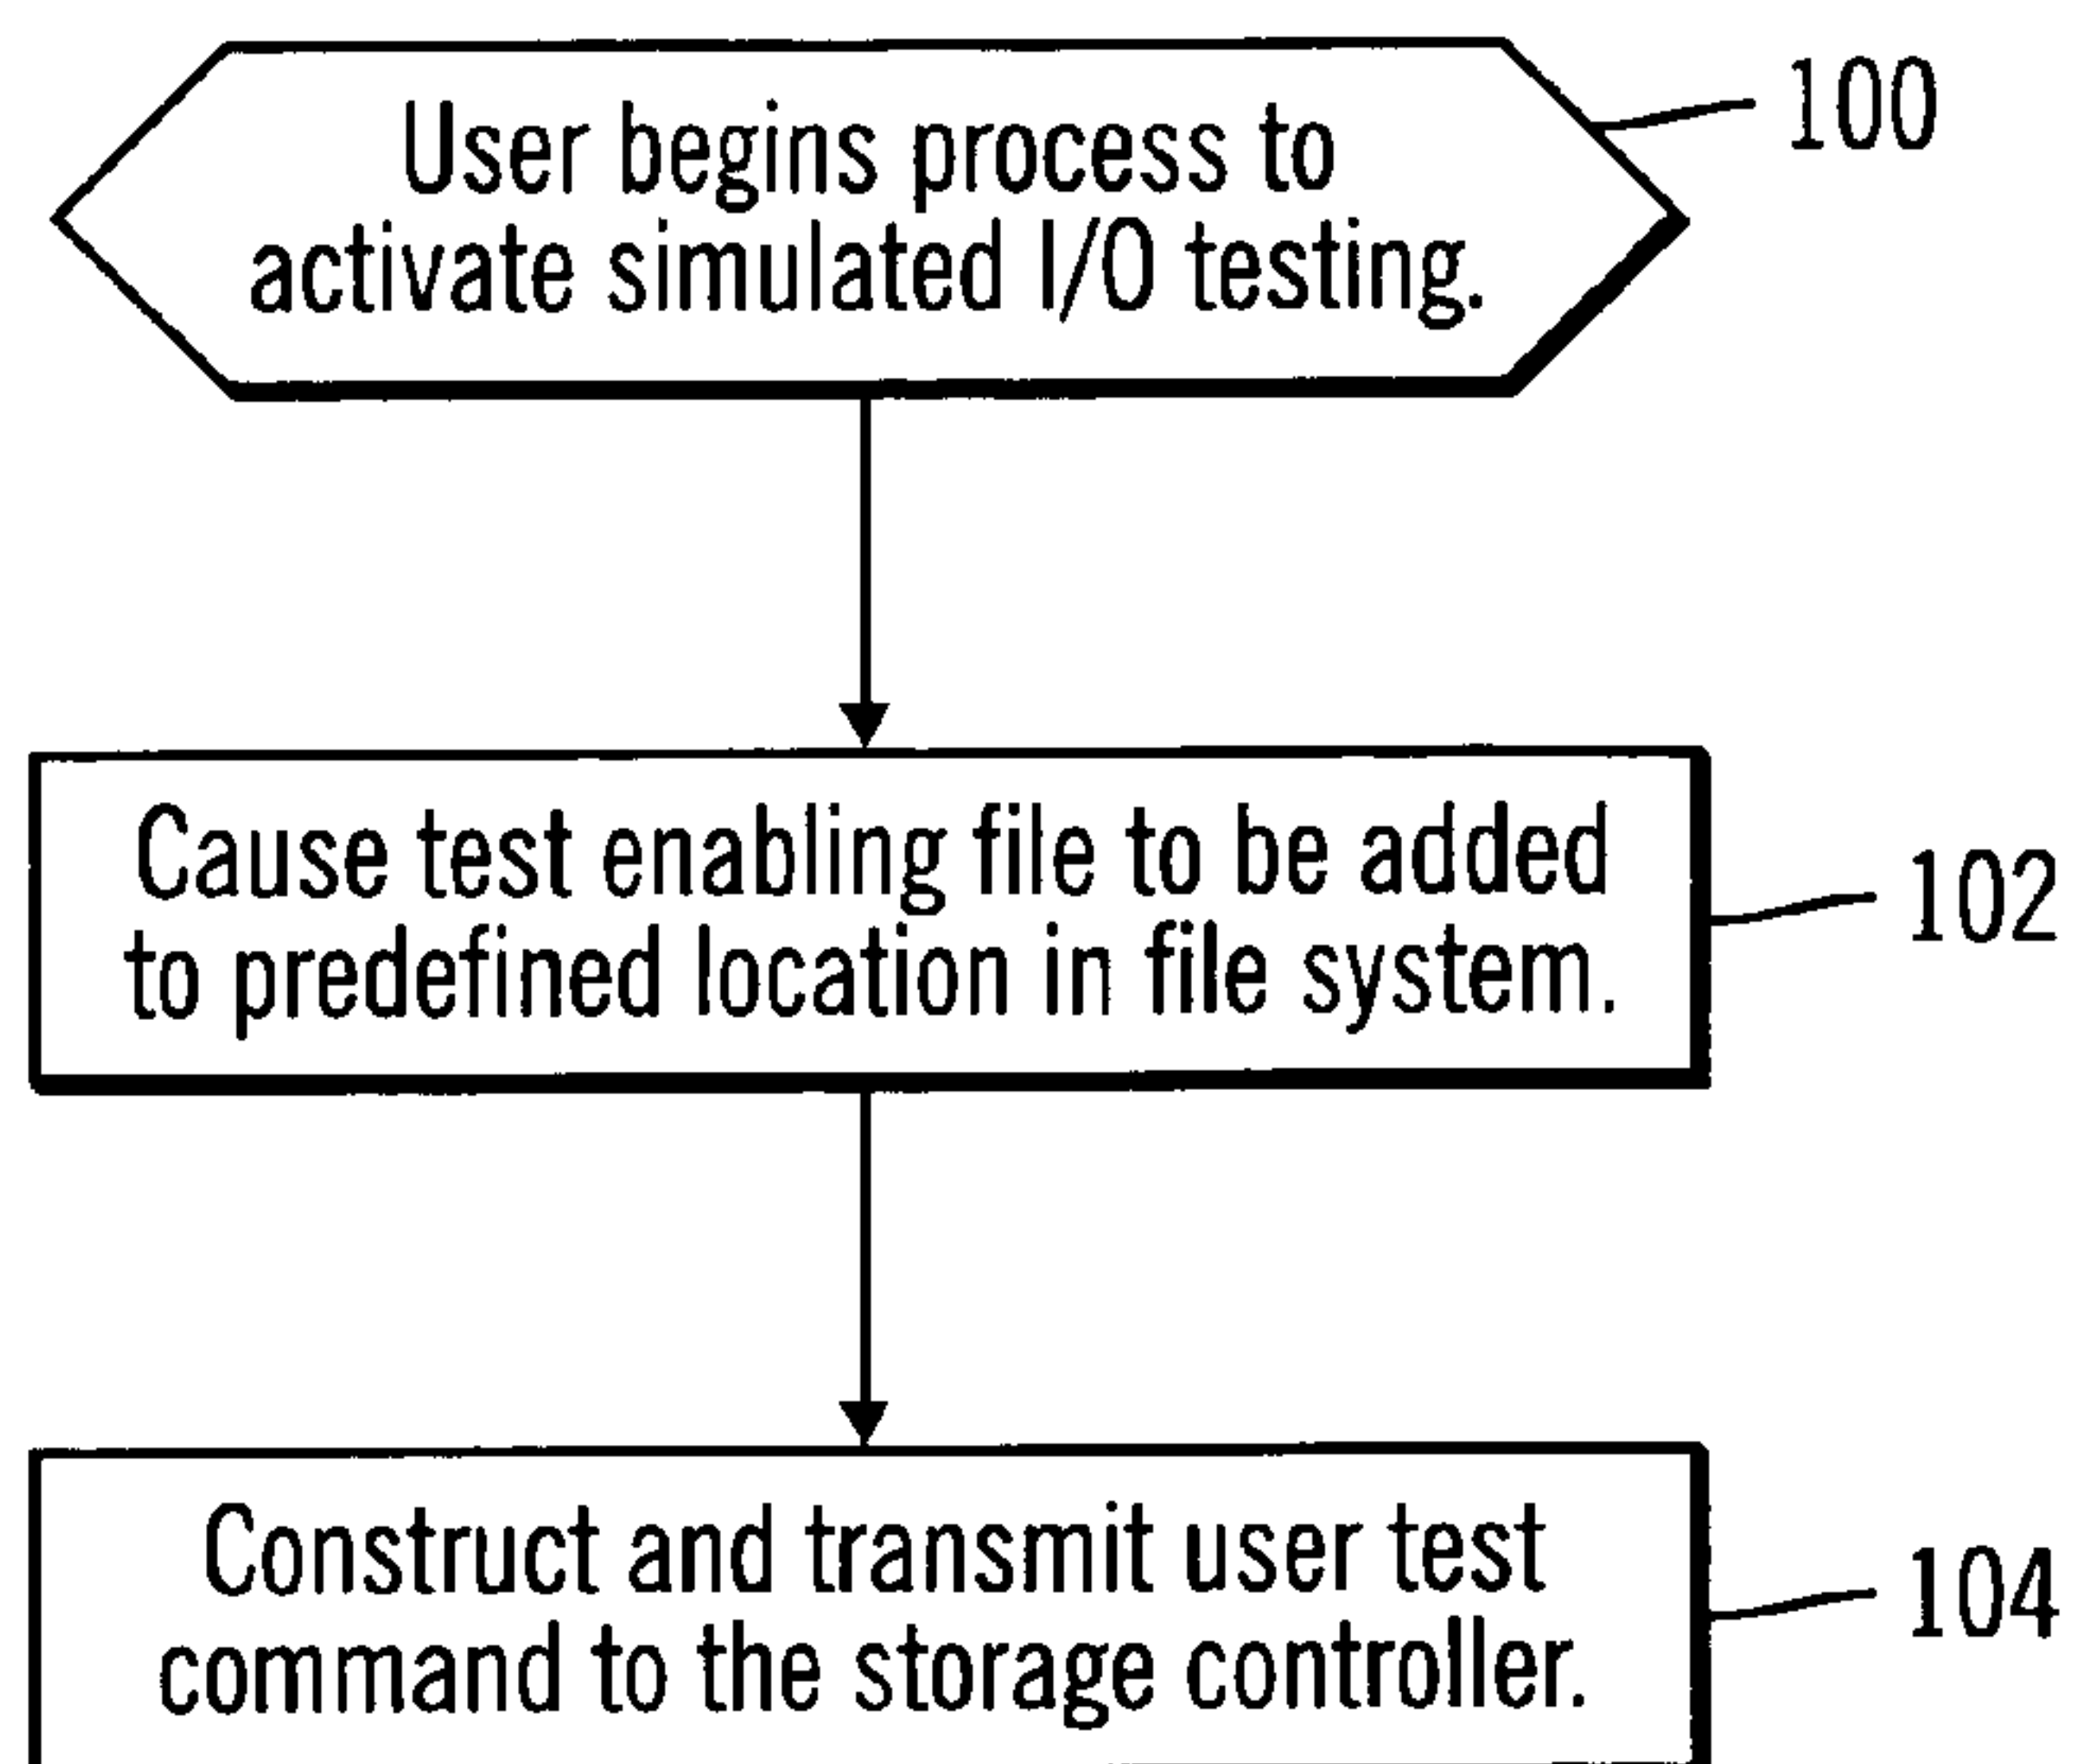 User begins process to
activate simulated I/O testing.
100
Cause test enabling file to be added
to predefined location in file system.
102
Construct and transmit user test
command to the storage controller.
104